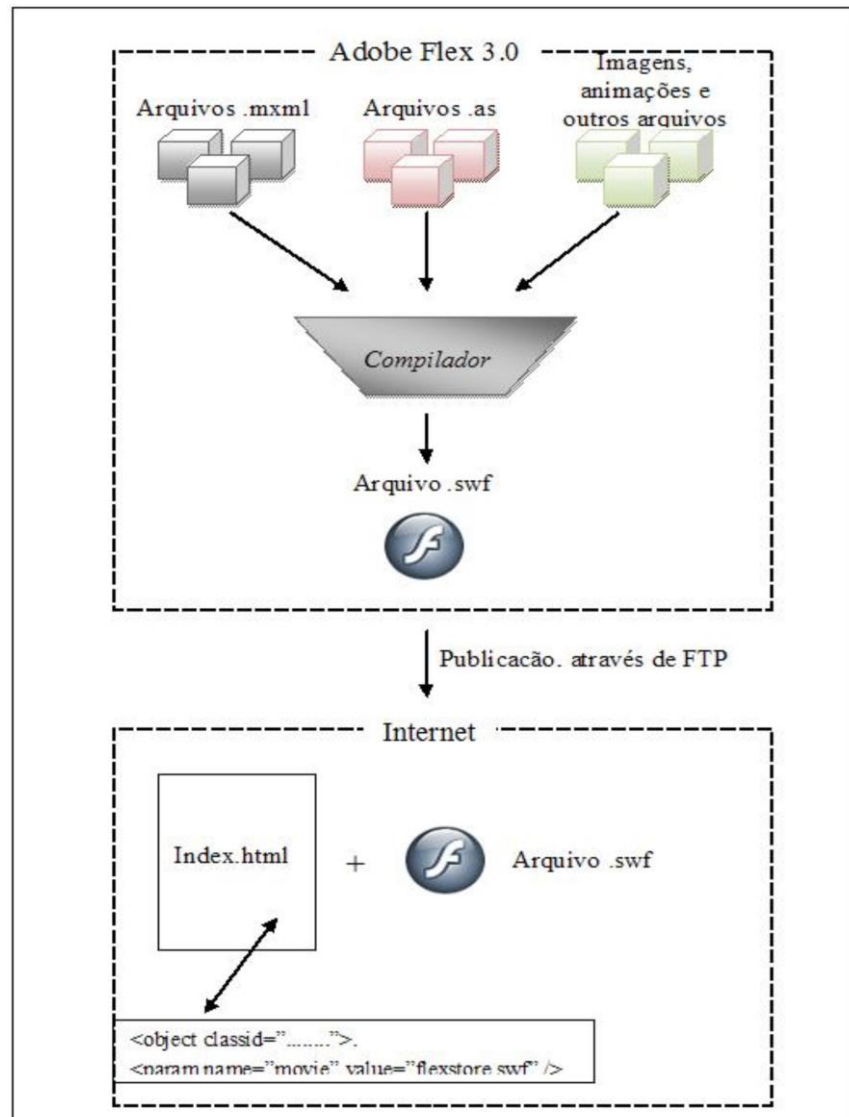 Adobe Flex 3.0
Arquivos .mxml
Arquivos .as
Imagens,
animações e
outros arquivos
Compilador
Arquivo .swf
Publicacão. através de FTP
Internet
Index.html
+
Arquivo .swf
<object classid="........">.
<param name="movie" value="flexstore swf" />